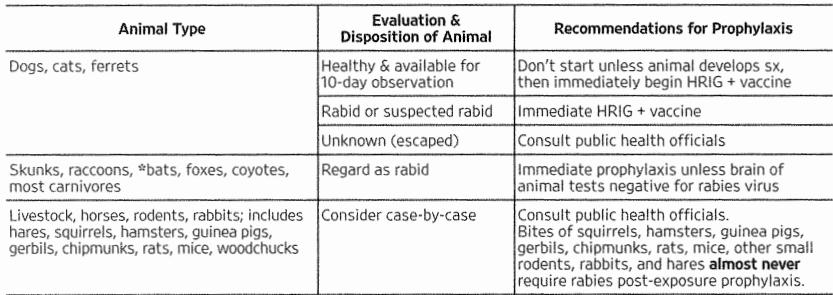 Animal Type
Evaluation &
Disposition of Animal
Recommendations for Prophylaxis
Dogs, cats, ferrets
Healthy & available for
10-day observation
Don't start unless animal develops sx,
then immediately begin HRIG + vaccine
Rabid or suspected rabid
Immediate HRIG + vaccine
Unknown (escaped)
Consult public health officials
Skunks, raccoons, *bats, foxes, coyotes,
most carnivores
Regard as rabid
Immediate prophylaxis unless brain of
animal tests negative for rabies virus
Livestock, horses, rodents, rabbits; includes
hares, squirrels, hamsters, guinea pigs,
gerbils, chipmunks, rats, mice, woodchucks
Consider case-by-case
Consult public health officials.
Bites of squirrels, hamsters, guinea pigs,
gerbils, chipmunks, rats, mice, other small
rodents, rabbits, and hares almost never
require rabies post-exposure prophylaxis.